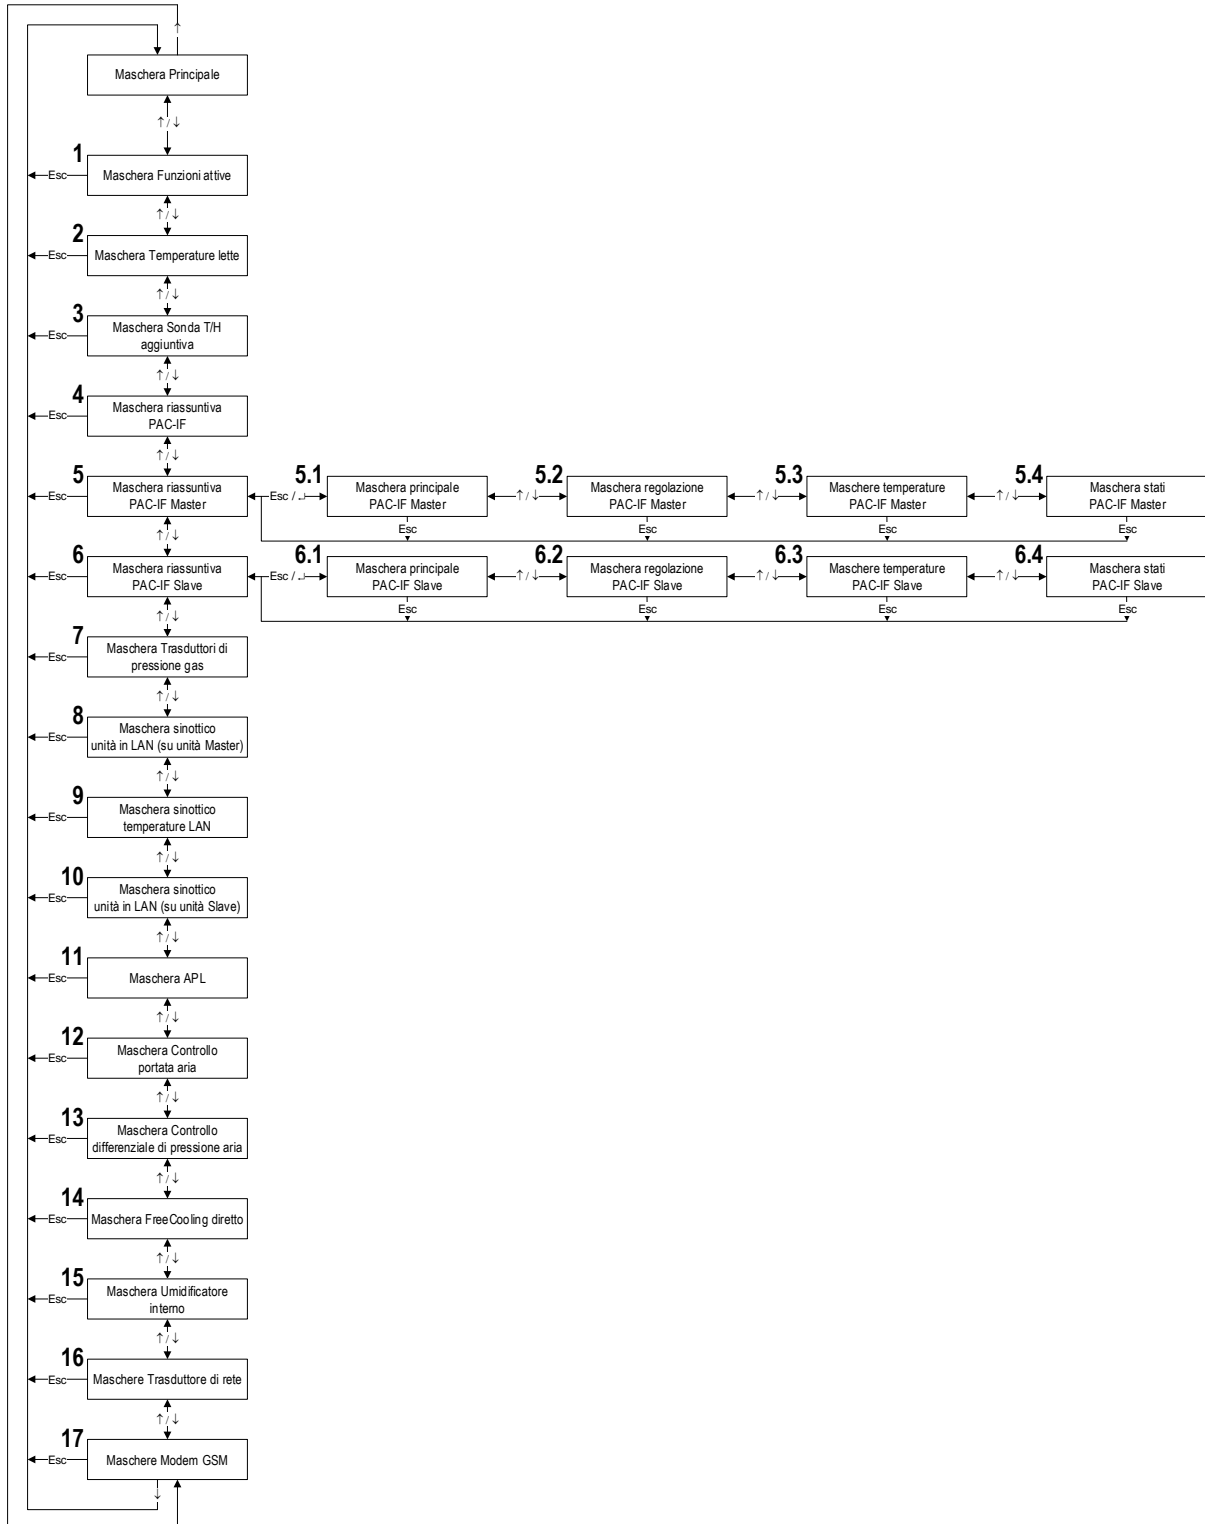 ↑
Maschera Principale
↑ / ↓
1
Esc
Maschera Funzioni attive
↑ / ↓
2
Esc
Maschera Temperature lette
↑ / ↓
3
Esc
Maschera Sonda T/H
aggiuntiva
↑ / ↓
4
Esc
Maschera riassuntiva
PAC-IF
↑ / ↓
5
Esc
Maschera riassuntiva
PAC-IF Master
Esc / ↵
5.1
Maschera principale
PAC-IF Master
Esc
↑ / ↓
5.2
Maschera regolazione
PAC-IF Master
Esc
↑ / ↓
5.3
Maschere temperature
PAC-IF Master
Esc
↑ / ↓
5.4
Maschera stati
PAC-IF Master
Esc
↑ / ↓
6
Esc
Maschera riassuntiva
PAC-IF Slave
Esc / ↵
6.1
Maschera principale
PAC-IF Slave
Esc
↑ / ↓
6.2
Maschera regolazione
PAC-IF Slave
Esc
↑ / ↓
6.3
Maschere temperature
PAC-IF Slave
Esc
↑ / ↓
6.4
Maschera stati
PAC-IF Slave
Esc
↑ / ↓
7
Esc
Maschera Trasduttori di
pressione gas
↑ / ↓
8
Esc
Maschera sinottico
unità in LAN (su unità Master)
↑ / ↓
9
Esc
Maschera sinottico
temperature LAN
↑ / ↓
10
Esc
Maschera sinottico
unità in LAN (su unità Slave)
↑ / ↓
11
Esc
Maschera APL
↑ / ↓
12
Esc
Maschera Controllo
portata aria
↑ / ↓
13
Esc
Maschera Controllo
differenziale di pressione aria
↑ / ↓
14
Esc
Maschera FreeCooling diretto
↑ / ↓
15
Esc
Maschera Umidificatore
interno
↑ / ↓
16
Esc
Maschere Trasduttore di rete
↑ / ↓
17
Esc
Maschere Modem GSM
↓